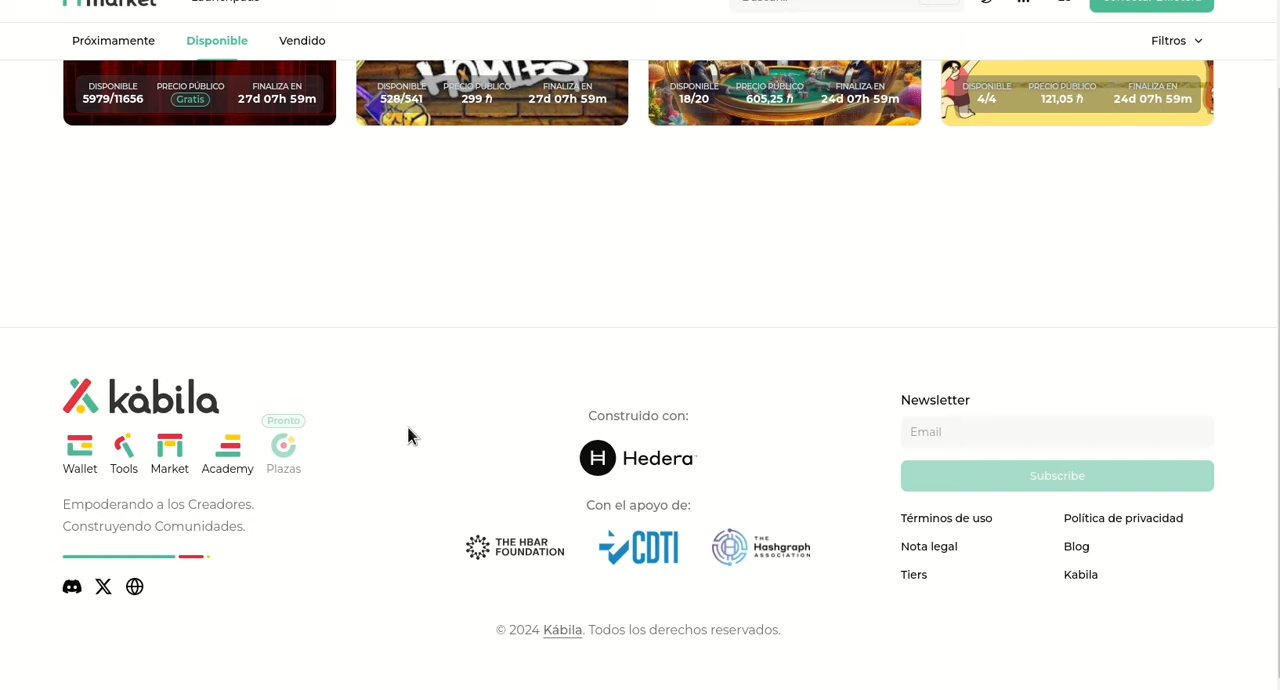 market
Launchpads
Próximamente
Disponible
Vendido
Filtros
DISPONIBLE PRECIO PÚBLICO FINALIZA EN
5979/11656 Gratis 27d 07h 59m
DISPONIBLE PRECIO PÚBLICO FINALIZA EN
528/541 299 ℏ 27d 07h 59m
DISPONIBLE PRECIO PÚBLICO FINALIZA EN
18/20 605,25 ℏ 24d 07h 59m
DISPONIBLE PRECIO PÚBLICO FINALIZA EN
4/4 121,05 ℏ 24d 07h 59m
kábila
Pronto
Wallet Tools Market Academy Plazas
Empoderando a los Creadores.
Construyendo Comunidades.
Construido con:
H Hedera
Con el apoyo de:
THE HBAR
FOUNDATION
CDTI
THE
Hashgraph
ASSOCIATION
Newsletter
Email
Subscribe
Términos de uso
Política de privacidad
Nota legal
Blog
Tiers
Kabila
© 2024 Kábila. Todos los derechos reservados.